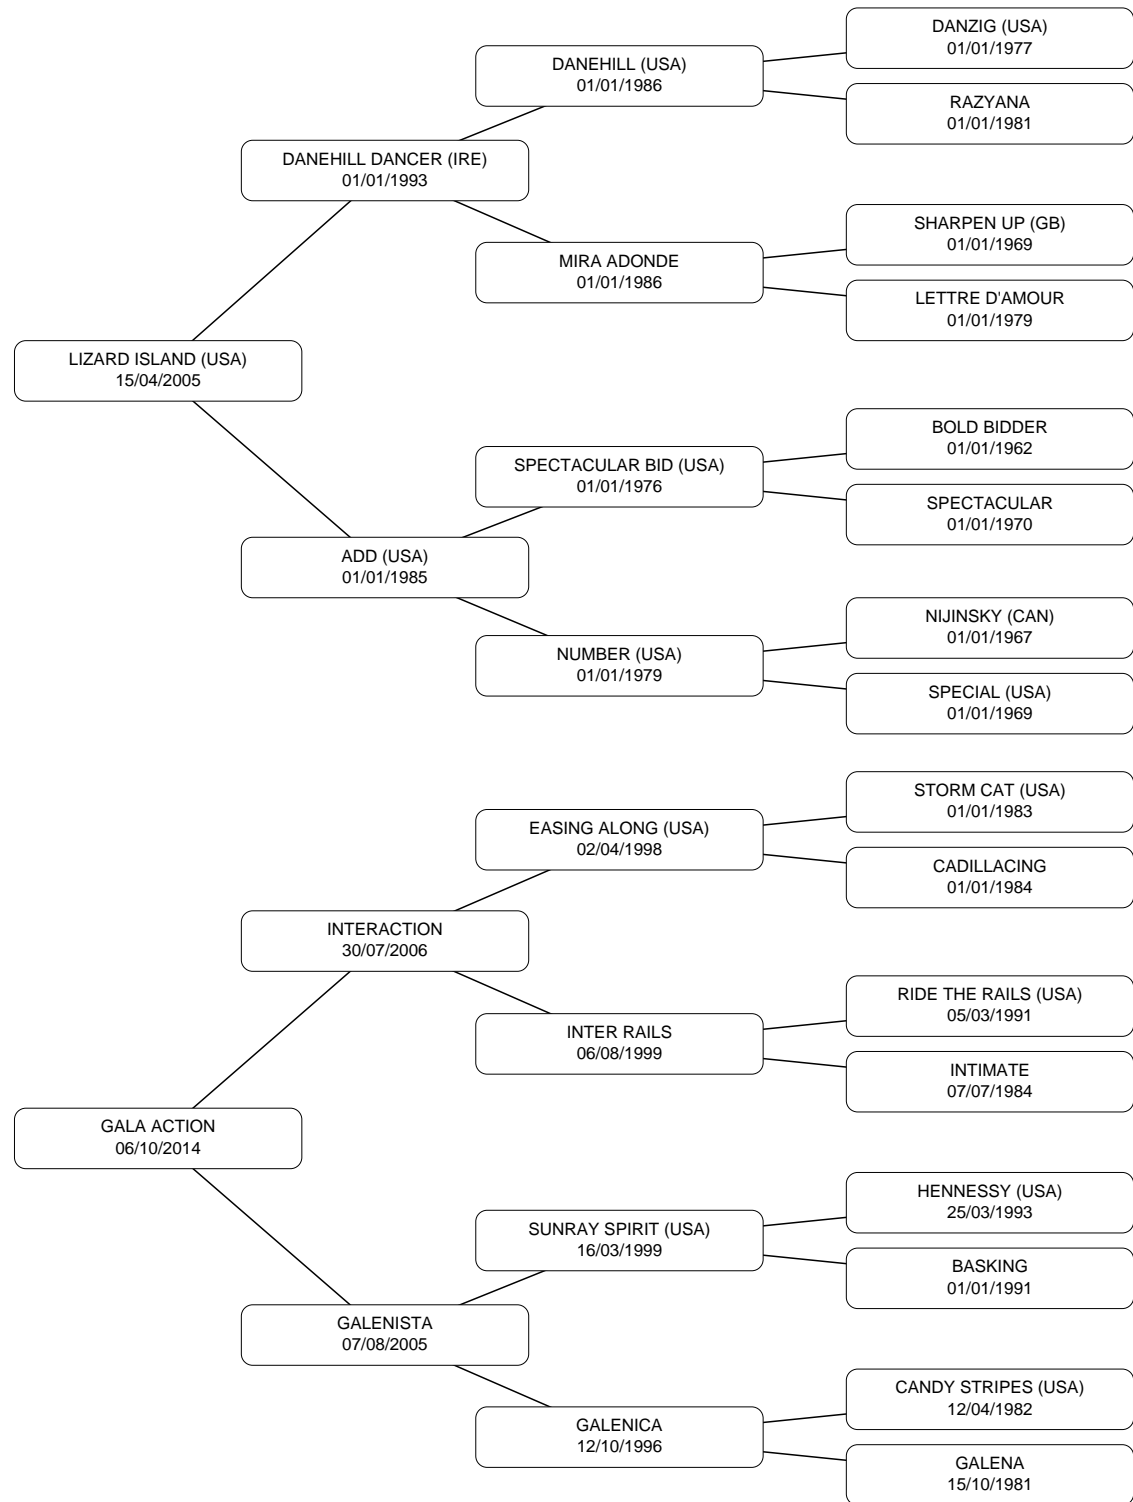 DANZIG (USA)
01/01/1977
DANEHILL (USA)
01/01/1986
RAZYANA
01/01/1981
DANEHILL DANCER (IRE)
01/01/1993
SHARPEN UP (GB)
01/01/1969
MIRA ADONDE
01/01/1986
LETTRE D'AMOUR
01/01/1979
LIZARD ISLAND (USA)
15/04/2005
BOLD BIDDER
01/01/1962
SPECTACULAR BID (USA)
01/01/1976
SPECTACULAR
01/01/1970
ADD (USA)
01/01/1985
NIJINSKY (CAN)
01/01/1967
NUMBER (USA)
01/01/1979
SPECIAL (USA)
01/01/1969
STORM CAT (USA)
01/01/1983
EASING ALONG (USA)
02/04/1998
CADILLACING
01/01/1984
INTERACTION
30/07/2006
RIDE THE RAILS (USA)
05/03/1991
INTER RAILS
06/08/1999
INTIMATE
07/07/1984
GALA ACTION
06/10/2014
HENNESSY (USA)
25/03/1993
SUNRAY SPIRIT (USA)
16/03/1999
BASKING
01/01/1991
GALENISTA
07/08/2005
CANDY STRIPES (USA)
12/04/1982
GALENICA
12/10/1996
GALENA
15/10/1981